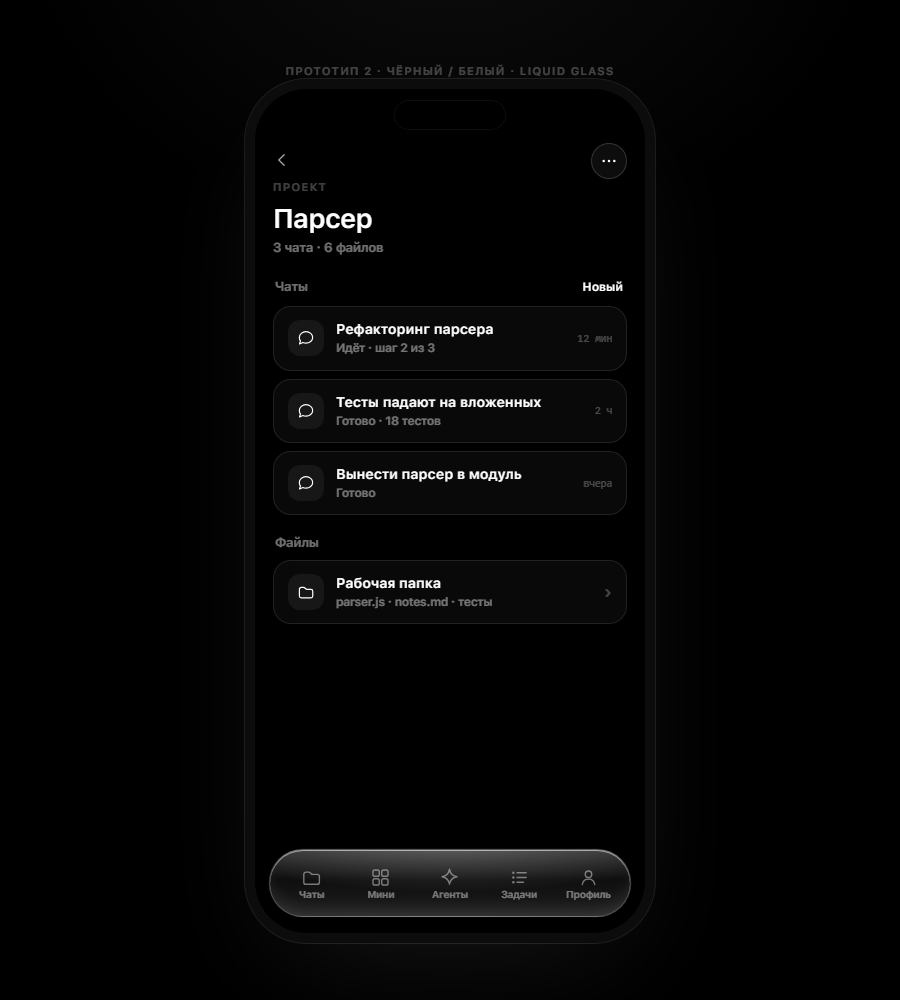 ПРОТОТИП 2 · ЧЁРНЫЙ / БЕЛЫЙ · LIQUID GLASS
ПРОЕКТ
Парсер
3 чата · 6 файлов
Чаты
Новый
Рефакторинг парсера
Идёт · шаг 2 из 3
12 мин
Тесты падают на вложенных
Готово · 18 тестов
2 ч
Вынести парсер в модуль
Готово
вчера
Файлы
Рабочая папка
parser.js · notes.md · тесты
Чаты
Мини
Агенты
Задачи
Профиль